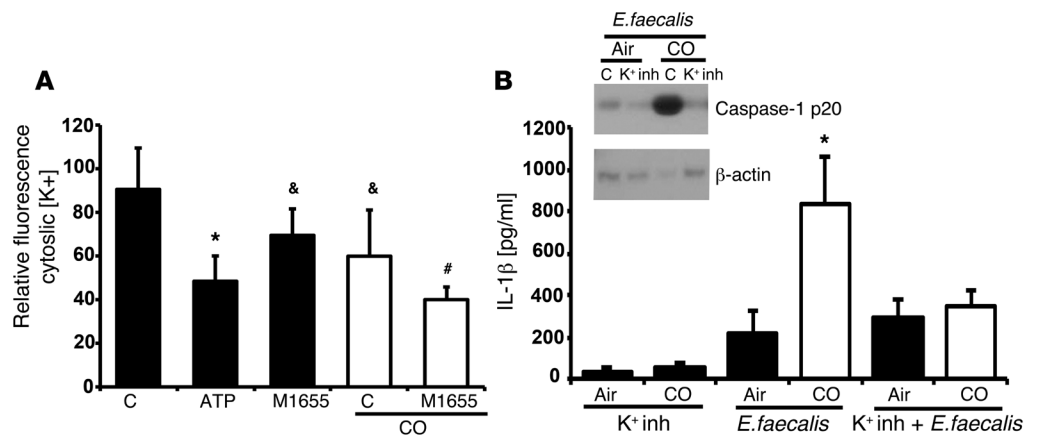 A
Relative fluorescence
cytoslic [K+]
120
100
80
60
40
20
0
*
&
&
#
C ATP M1655 C M1655
CO
B
E.faecalis
Air CO
C K⁺inh C K⁺inh
Caspase-1 p20
β-actin
IL-1β [pg/ml]
1200
1000
800
600
400
200
0
*
Air CO Air CO Air CO
K⁺inh E.faecalis K⁺inh + E.faecalis